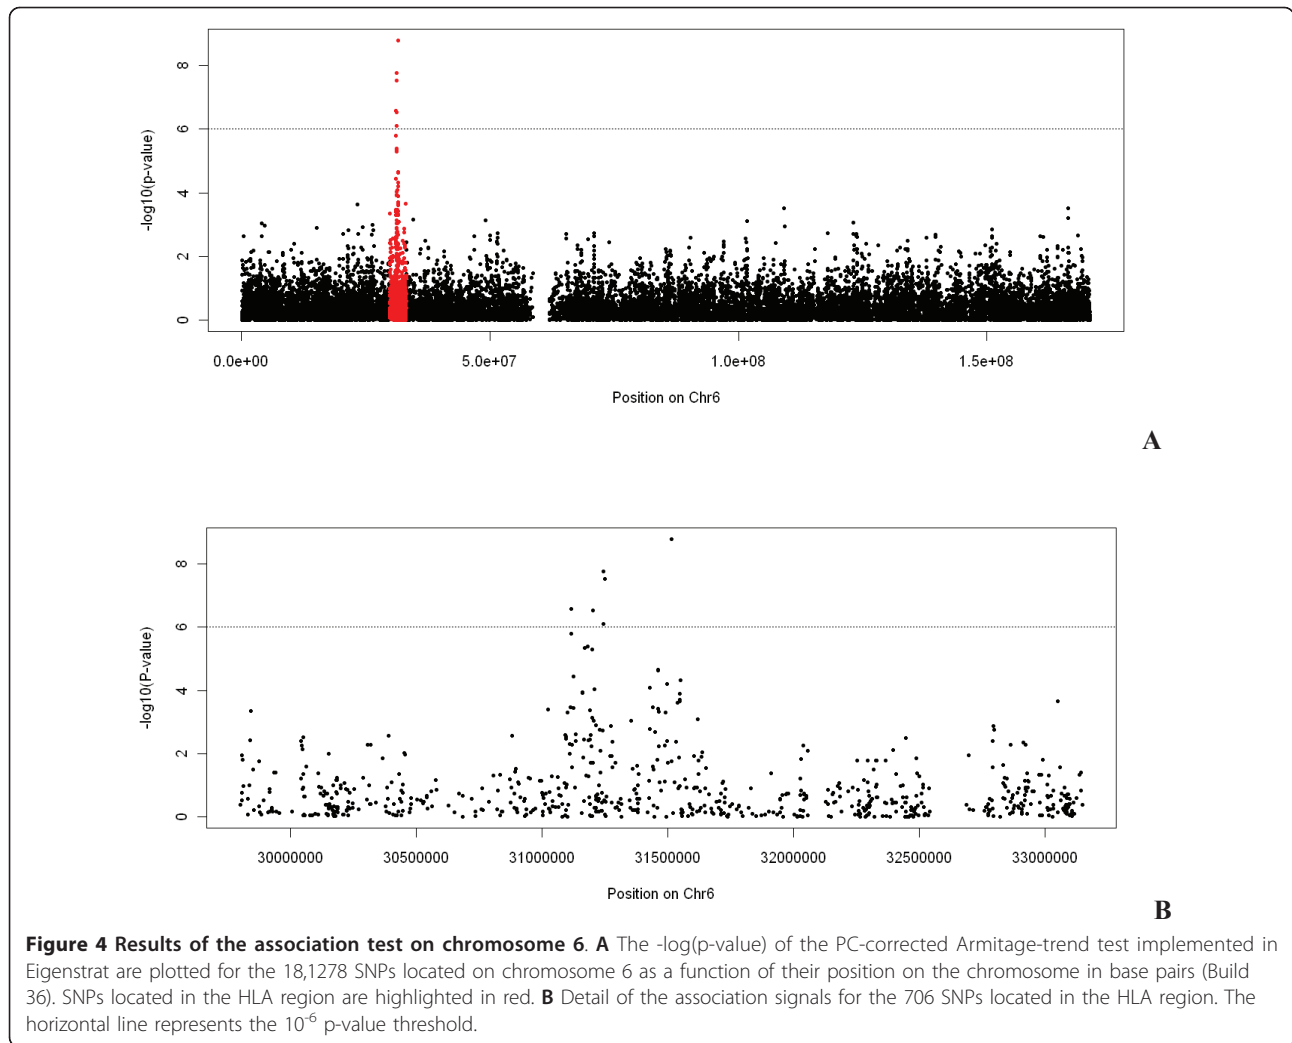 8
6
4
2
0
-log10(p-value)
0.0e+00 5.0e+07 1.0e+08 1.5e+08
Position on Chr6
A
8
6
4
2
0
-log10(P-value)
30000000 30500000 31000000 31500000 32000000 32500000 33000000
Position on Chr6
B
Figure 4 Results of the association test on chromosome 6. A The -log(p-value) of the PC-corrected Armitage-trend test implemented in
Eigenstrat are plotted for the 18,1278 SNPs located on chromosome 6 as a function of their position on the chromosome in base pairs (Build
36). SNPs located in the HLA region are highlighted in red. B Detail of the association signals for the 706 SNPs located in the HLA region. The
horizontal line represents the 10⁻⁶ p-value threshold.